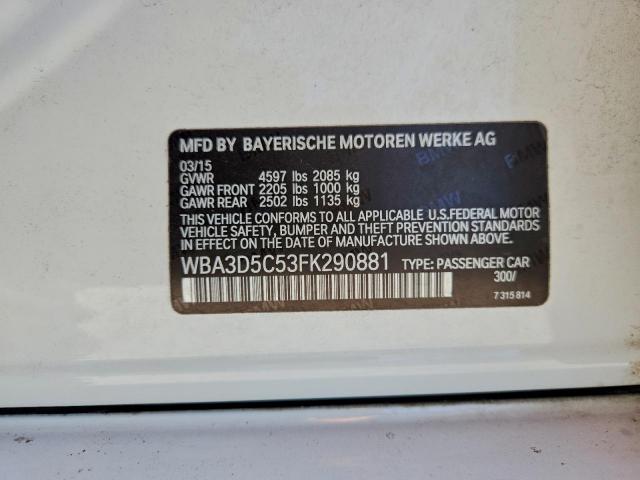 MFD BY BAYERISCHE MOTOREN WERKE AG
03/15
GVWR 4597 lbs 2085 kg
GAWR FRONT 2205 lbs 1000 kg
GAWR REAR 2502 lbs 1135 kg
THIS VEHICLE CONFORMS TO ALL APPLICABLE U.S.FEDERAL MOTOR
VEHICLE SAFETY, BUMPER AND THEFT PREVENTION STANDARDS
IN EFFECT ON THE DATE OF MANUFACTURE SHOWN ABOVE.
WBA3D5C53FK290881 TYPE: PASSENGER CAR
300/
7 315 814